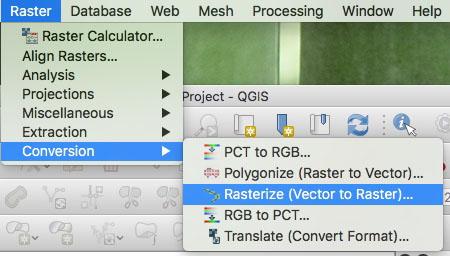 Raster Database Web Mesh Processing Window Help
Raster Calculator...
Align Rasters...
Analysis
Projections
Miscellaneous
Extraction
Conversion
Project - QGIS
PCT to RGB...
Polygonize (Raster to Vector)...
Rasterize (Vector to Raster)...
RGB to PCT...
Translate (Convert Format)...